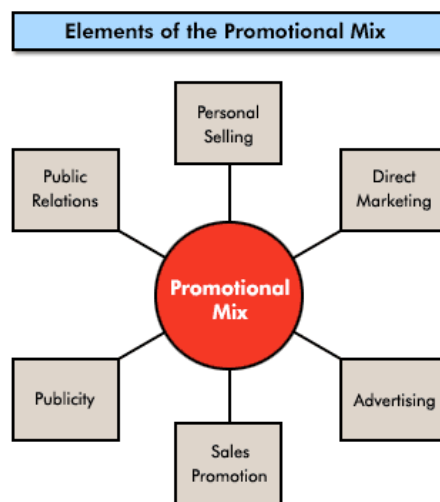 Elements of the Promotional Mix
Personal
Selling
Public
Relations
Direct
Marketing
Promotional
Mix
Publicity
Advertising
Sales
Promotion